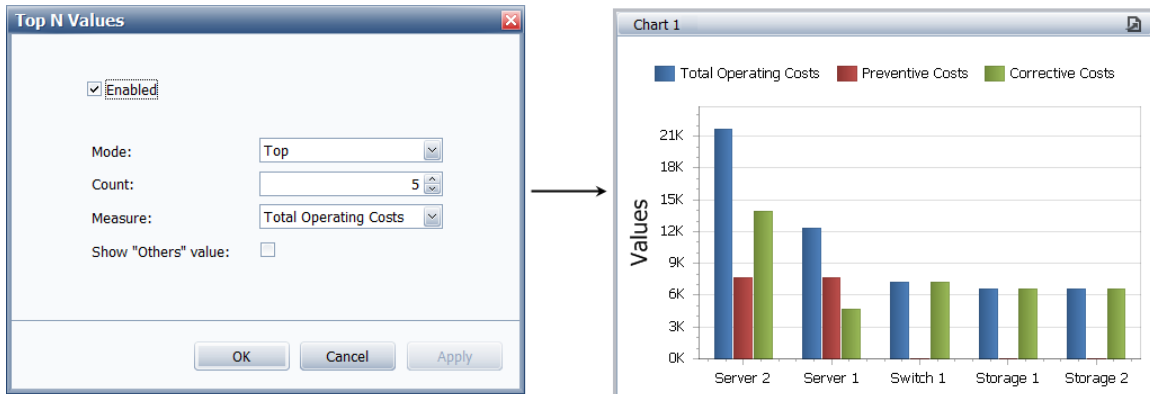 Top N Values
Enabled
Mode: Top
Count: 5
Measure: Total Operating Costs
Show "Others" value:
OK Cancel Apply
Chart 1
Total Operating Costs Preventive Costs Corrective Costs
Values
21K
18K
15K
12K
9K
6K
3K
0K
Server 2 Server 1 Switch 1 Storage 1 Storage 2